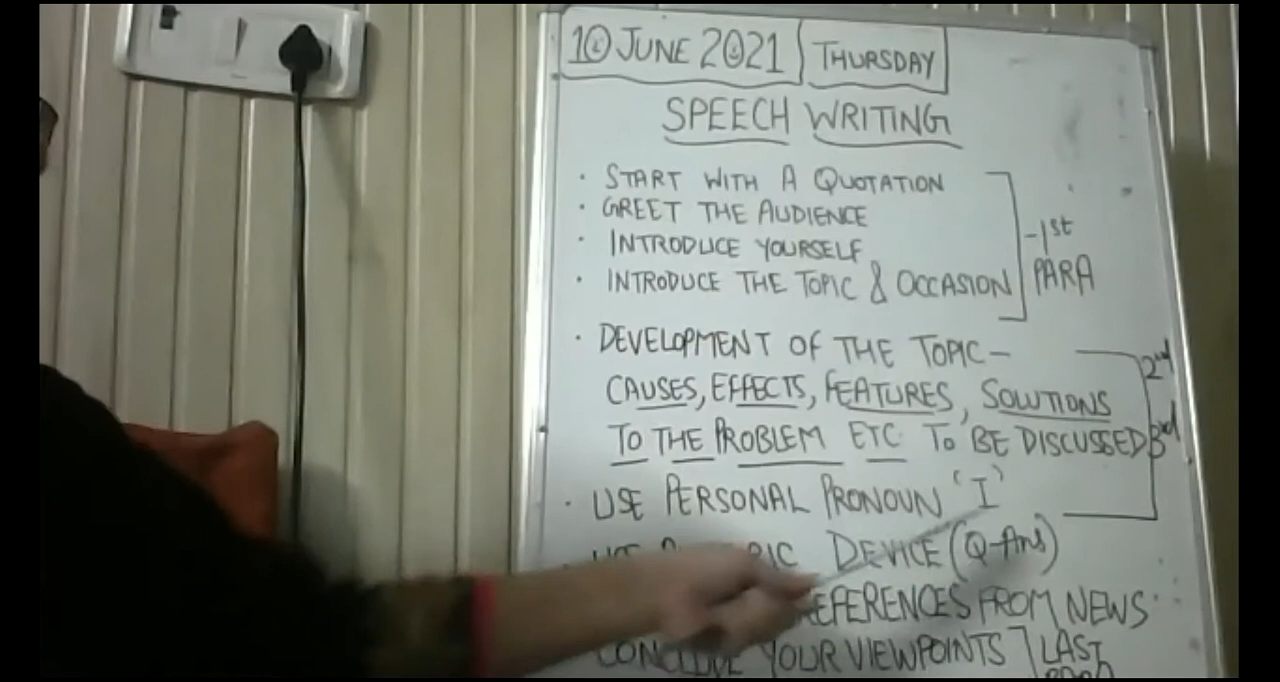 10 JUNE 2021 THURSDAY
SPEECH WRITING
· START WITH A QUOTATION
· GREET THE AUDIENCE
· INTRODUCE YOURSELF
· INTRODUCE THE TOPIC & OCCASION
-1st
PARA
· DEVELOPMENT OF THE TOPIC –
CAUSES, EFFECTS, FEATURES, SOLUTIONS
TO THE PROBLEM ETC TO BE DISCUSSED
2nd
3rd
· USE PERSONAL PRONOUN 'I'
DEVICE (Q-Ans)
REFERENCES FROM NEWS
CONCLUDE YOUR VIEWPOINTS
LAST